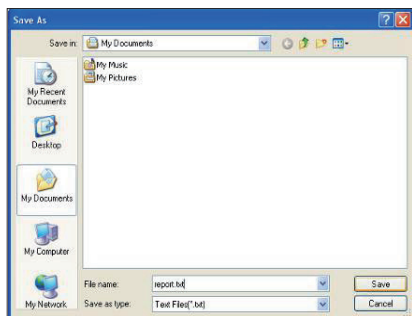 Save As
Save in: My Documents
My Music
My Pictures
My Recent
Documents
Desktop
My Documents
My Computer
My Network
File name: report.txt
Save as type: Text Files(*.txt)
Save
Cancel